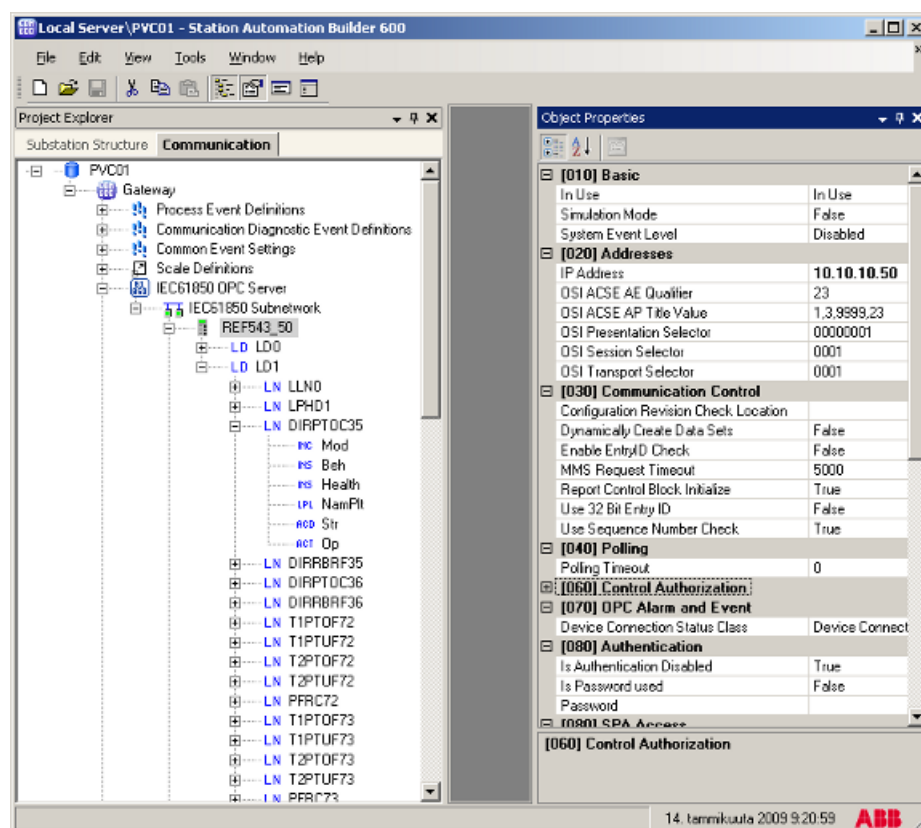 Local Server\PVC01 - Station Automation Builder 600
File Edit View Tools Window Help
Project Explorer
Substation Structure Communication
PVC01
Gateway
Process Event Definitions
Communication Diagnostic Event Definitions
Common Event Settings
Scale Definitions
IEC61850 OPC Server
IEC61850 Subnetwork
REF543_50
LD LD0
LD LD1
LN LLN0
LN LPHD1
LN DIRPTOC35
INC Mod
INS Beh
INS Health
LPL NamPlt
ACD Str
ACT Op
LN DIRRBRF35
LN DIRPTOC36
LN DIRRBRF36
LN T1PTOF72
LN T1PTUF72
LN T2PTOF72
LN T2PTUF72
LN PFRC72
LN T1PTOF73
LN T1PTUF73
LN T2PTOF73
LN T2PTUF73
LN PFRC73
Object Properties
[010] Basic
In Use In Use
Simulation Mode False
System Event Level Disabled
[020] Addresses
IP Address 10.10.10.50
OSI ACSE AE Qualifier 23
OSI ACSE AP Title Value 1,3,9999,23
OSI Presentation Selector 00000001
OSI Session Selector 0001
OSI Transport Selector 0001
[030] Communication Control
Configuration Revision Check Location
Dynamically Create Data Sets False
Enable EntryID Check False
MMS Request Timeout 5000
Report Control Block Initialize True
Use 32 Bit Entry ID False
Use Sequence Number Check True
[040] Polling
Polling Timeout 0
[060] Control Authorization
[070] OPC Alarm and Event
Device Connection Status Class Device Connect
[080] Authentication
Is Authentication Disabled True
Is Password used False
Password
[080] SPA Access
[060] Control Authorization
14. tammikuuta 2009 9:20:59 ABB